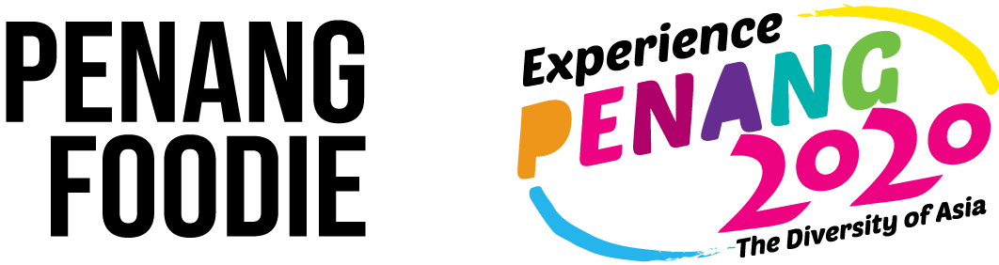 PENANG
FOODIE
Experience
PENANG
2020
The Diversity of Asia